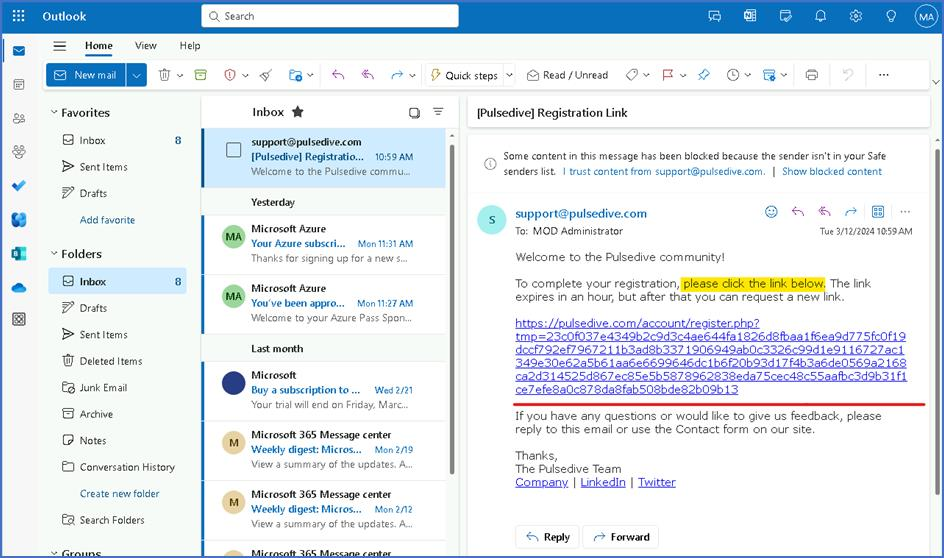 Outlook
Search
MA
Home
View
Help
New mail
Quick steps
Read / Unread
Favorites
Inbox 8
Sent Items
Drafts
Add favorite
Folders
Inbox 8
Drafts
Sent Items
Deleted Items
Junk Email
Archive
Notes
Conversation History
Create new folder
Search Folders
Groups
Inbox
support@pulsedive.com
[Pulsedive] Registratio... 10:59 AM
Welcome to the Pulsedive commu...
Yesterday
MA
Microsoft Azure
Your Azure subscri... Mon 11:31 AM
Thanks for signing up for a new s...
MA
Microsoft Azure
You've been appro... Mon 11:27 AM
Welcome to your Azure Pass Spon...
Last month
Microsoft
Buy a subscription to ... Wed 2/21
Your trial will end on Friday, Marc...
M
Microsoft 365 Message center
Weekly digest: Micros... Mon 2/19
View a summary of the updates. A...
M
Microsoft 365 Message center
Weekly digest: Micros... Mon 2/12
View a summary of the updates. A...
Microsoft 365 Message center
[Pulsedive] Registration Link
Some content in this message has been blocked because the sender isn't in your Safe
senders list. I trust content from support@pulsedive.com. | Show blocked content
S
support@pulsedive.com
To: MOD Administrator
Tue 3/12/2024 10:59 AM
Welcome to the Pulsedive community!
To complete your registration, please click the link below. The link
expires in an hour, but after that you can request a new link.
https://pulsedive.com/account/register.php?
tmp=23c0f037e4349b2c9d3c4ae644fa1826d8fbaa1f6ea9d775fc0f19
dccf792ef7967211b3ad8b3371906949ab0c3326c99d1e9116727ac1
349e30e62a5b61aa6e6699646dc1b6f20b93d17f4b3a6de0569a2168
ca2d314525d867ec85e5b5878962838eda75cec48c55aafbc3d9b31f1
ce7efe8a0c878da8fab508bde82b09b13
If you have any questions or would like to give us feedback, please
reply to this email or use the Contact form on our site.
Thanks,
The Pulsedive Team
Company | LinkedIn | Twitter
Reply
Forward